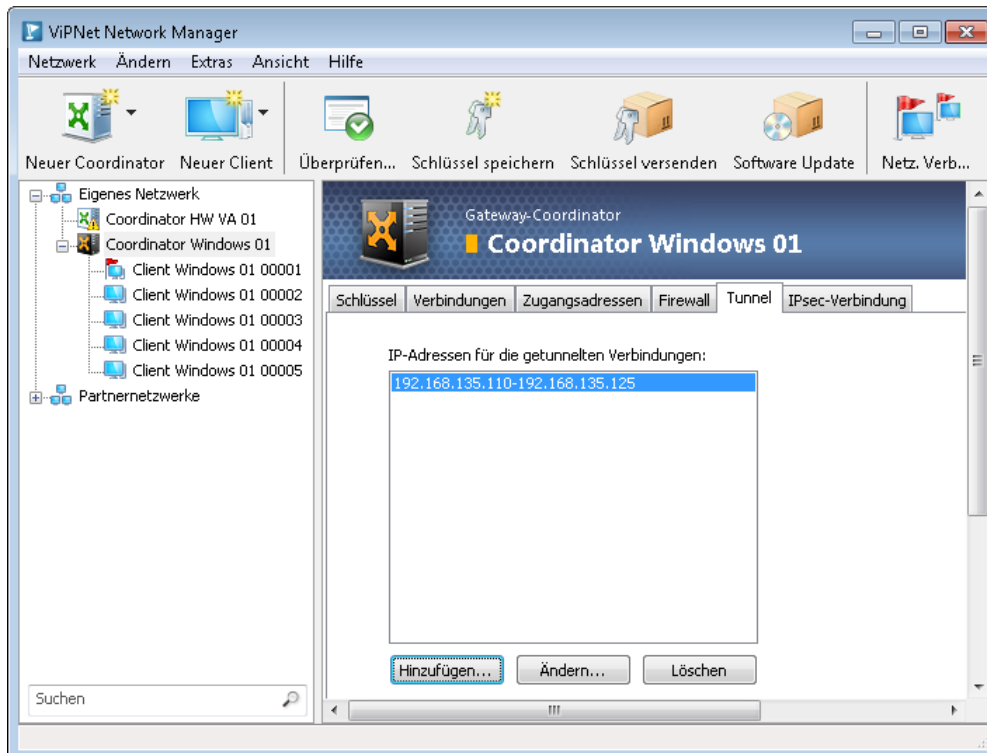 ViPNet Network Manager
Netzwerk Ändern Extras Ansicht Hilfe
Neuer Coordinator Neuer Client Überprüfen... Schlüssel speichern Schlüssel versenden Software Update Netz. Verb...
Eigenes Netzwerk
Coordinator HW VA 01
Coordinator Windows 01
Client Windows 01 00001
Client Windows 01 00002
Client Windows 01 00003
Client Windows 01 00004
Client Windows 01 00005
Partnernetzwerke
Suchen
Gateway-Coordinator
Coordinator Windows 01
Schlüssel Verbindungen Zugangsadressen Firewall Tunnel IPsec-Verbindung
IP-Adressen für die getunnelten Verbindungen:
192.168.135.110-192.168.135.125
Hinzufügen... Ändern... Löschen